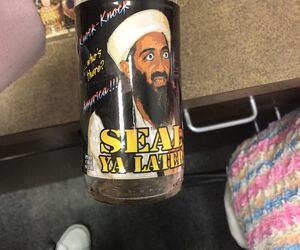 Knock-Knock
who's
there?
America!!!
SEAL
YA LATER